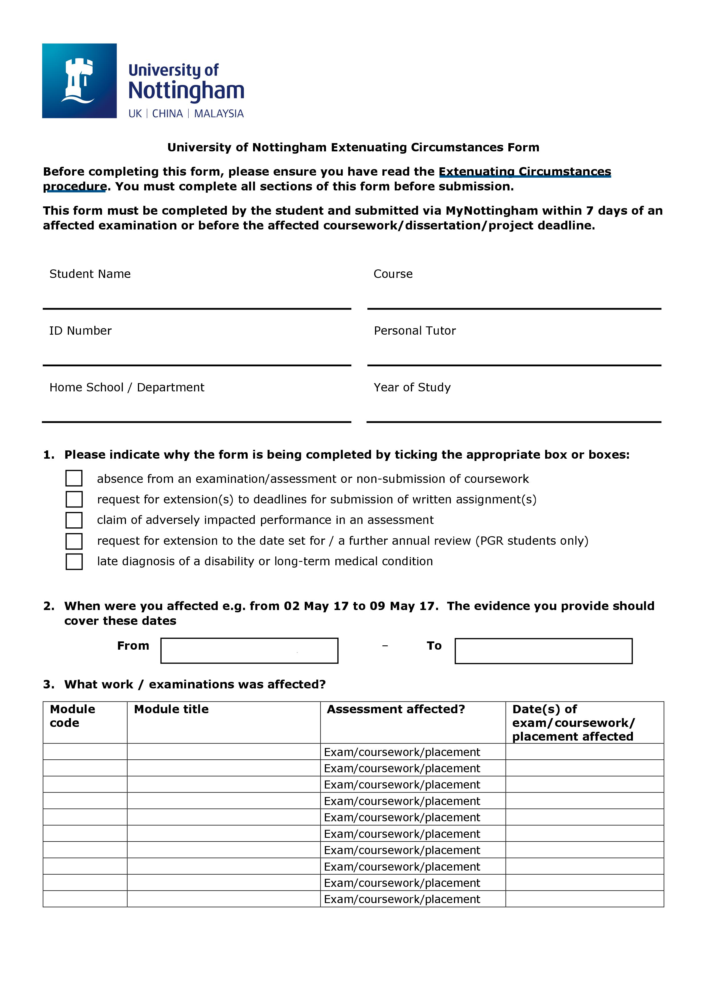 University of
Nottingham
UK | CHINA | MALAYSIA
University of Nottingham Extenuating Circumstances Form
Before completing this form, please ensure you have read the Extenuating Circumstances
procedure. You must complete all sections of this form before submission.
This form must be completed by the student and submitted via MyNottingham within 7 days of an
affected examination or before the affected coursework/dissertation/project deadline.
Student Name Course
ID Number Personal Tutor
Home School / Department Year of Study
1. Please indicate why the form is being completed by ticking the appropriate box or boxes:
absence from an examination/assessment or non-submission of coursework
request for extension(s) to deadlines for submission of written assignment(s)
claim of adversely impacted performance in an assessment
request for extension to the date set for / a further annual review (PGR students only)
late diagnosis of a disability or long-term medical condition
2. When were you affected e.g. from 02 May 17 to 09 May 17. The evidence you provide should
cover these dates
From – To
3. What work / examinations was affected?
Module code Module title Assessment affected? Date(s) of exam/coursework/ placement affected
Exam/coursework/placement
Exam/coursework/placement
Exam/coursework/placement
Exam/coursework/placement
Exam/coursework/placement
Exam/coursework/placement
Exam/coursework/placement
Exam/coursework/placement
Exam/coursework/placement
Exam/coursework/placement